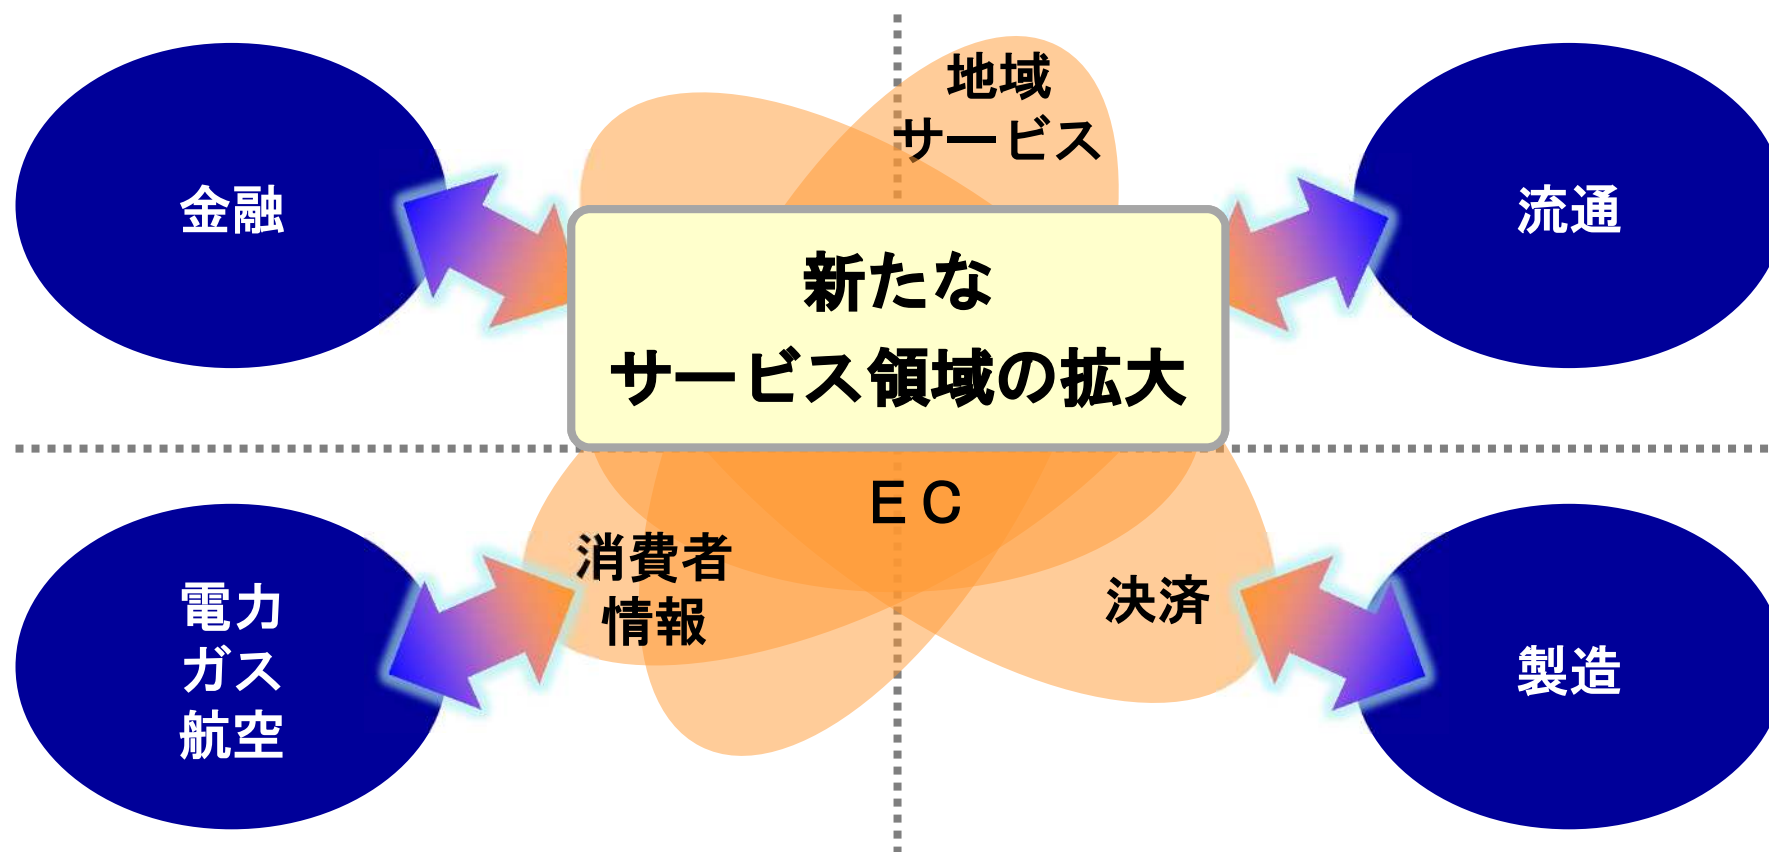 地域
サービス
金融
流通
新たな
サービス領域の拡大
ＥＣ
消費者
情報
決済
電力
ガス
航空
製造